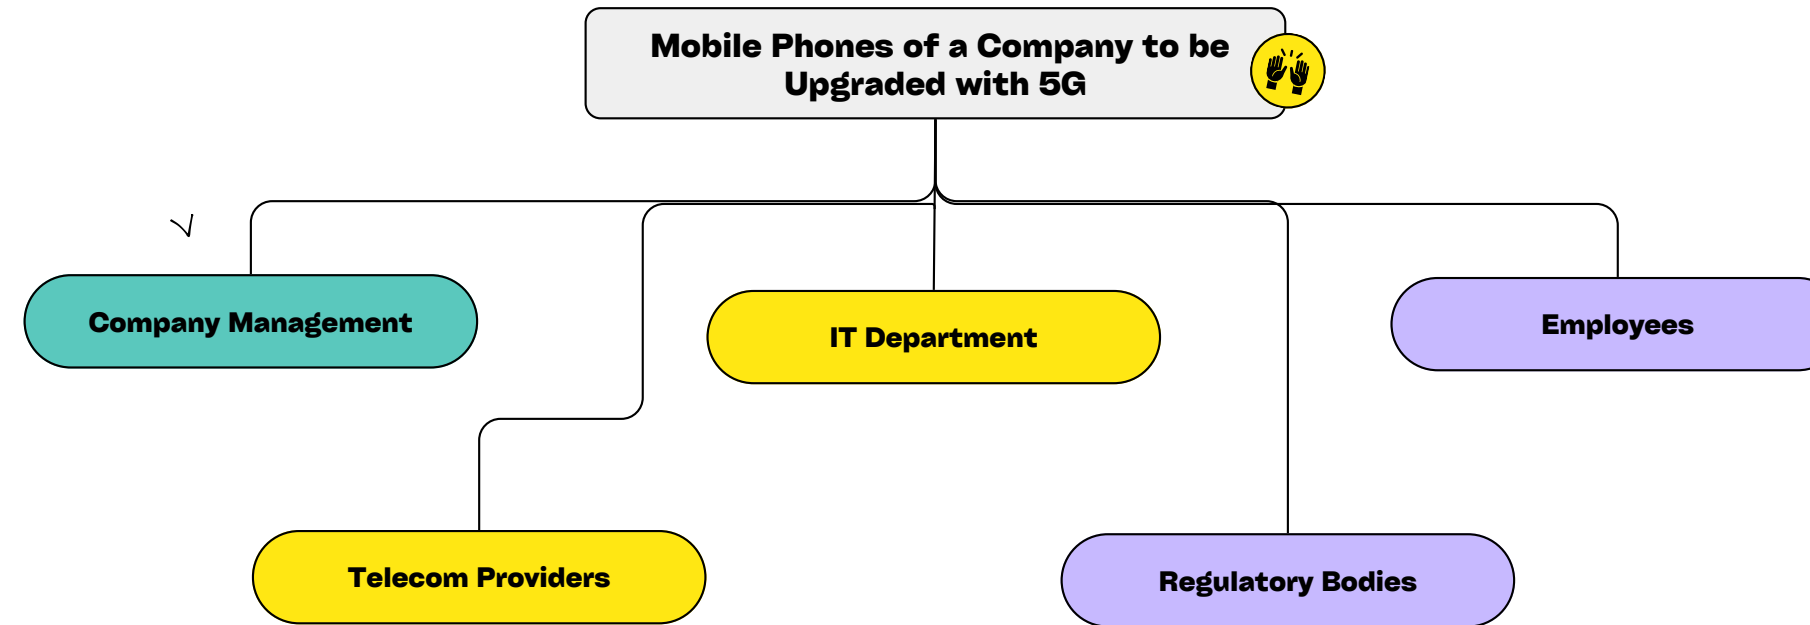 Mobile Phones of a Company to be
Upgraded with 5G
Company Management
IT Department
Employees
Telecom Providers
Regulatory Bodies